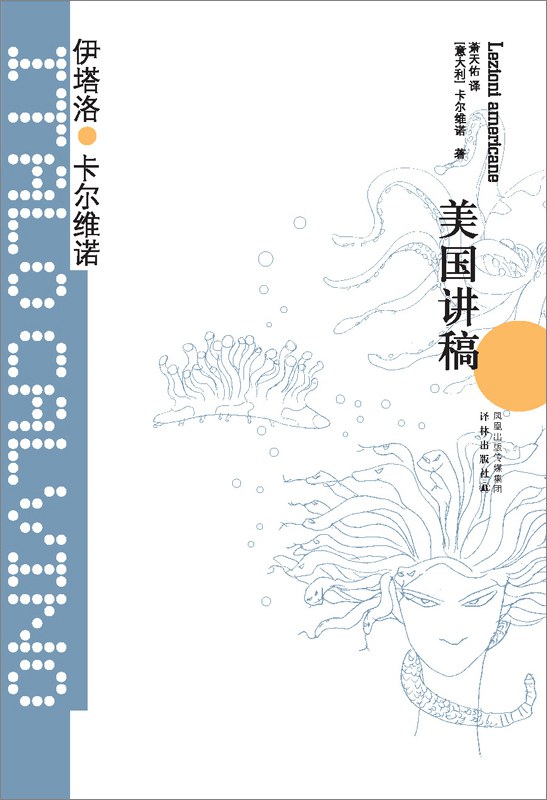 ITALO CALVINO
伊塔洛●卡尔维诺
Lezioni americane
[意大利] 卡尔维诺 著
萧天佑 译
美国讲稿
凤凰出版传媒集团
译林出版社